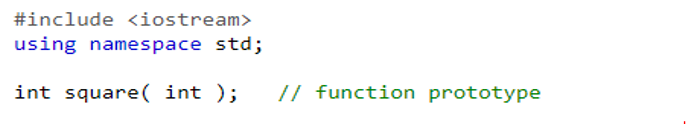 #include <iostream>
using namespace std;
int square( int );   // function prototype